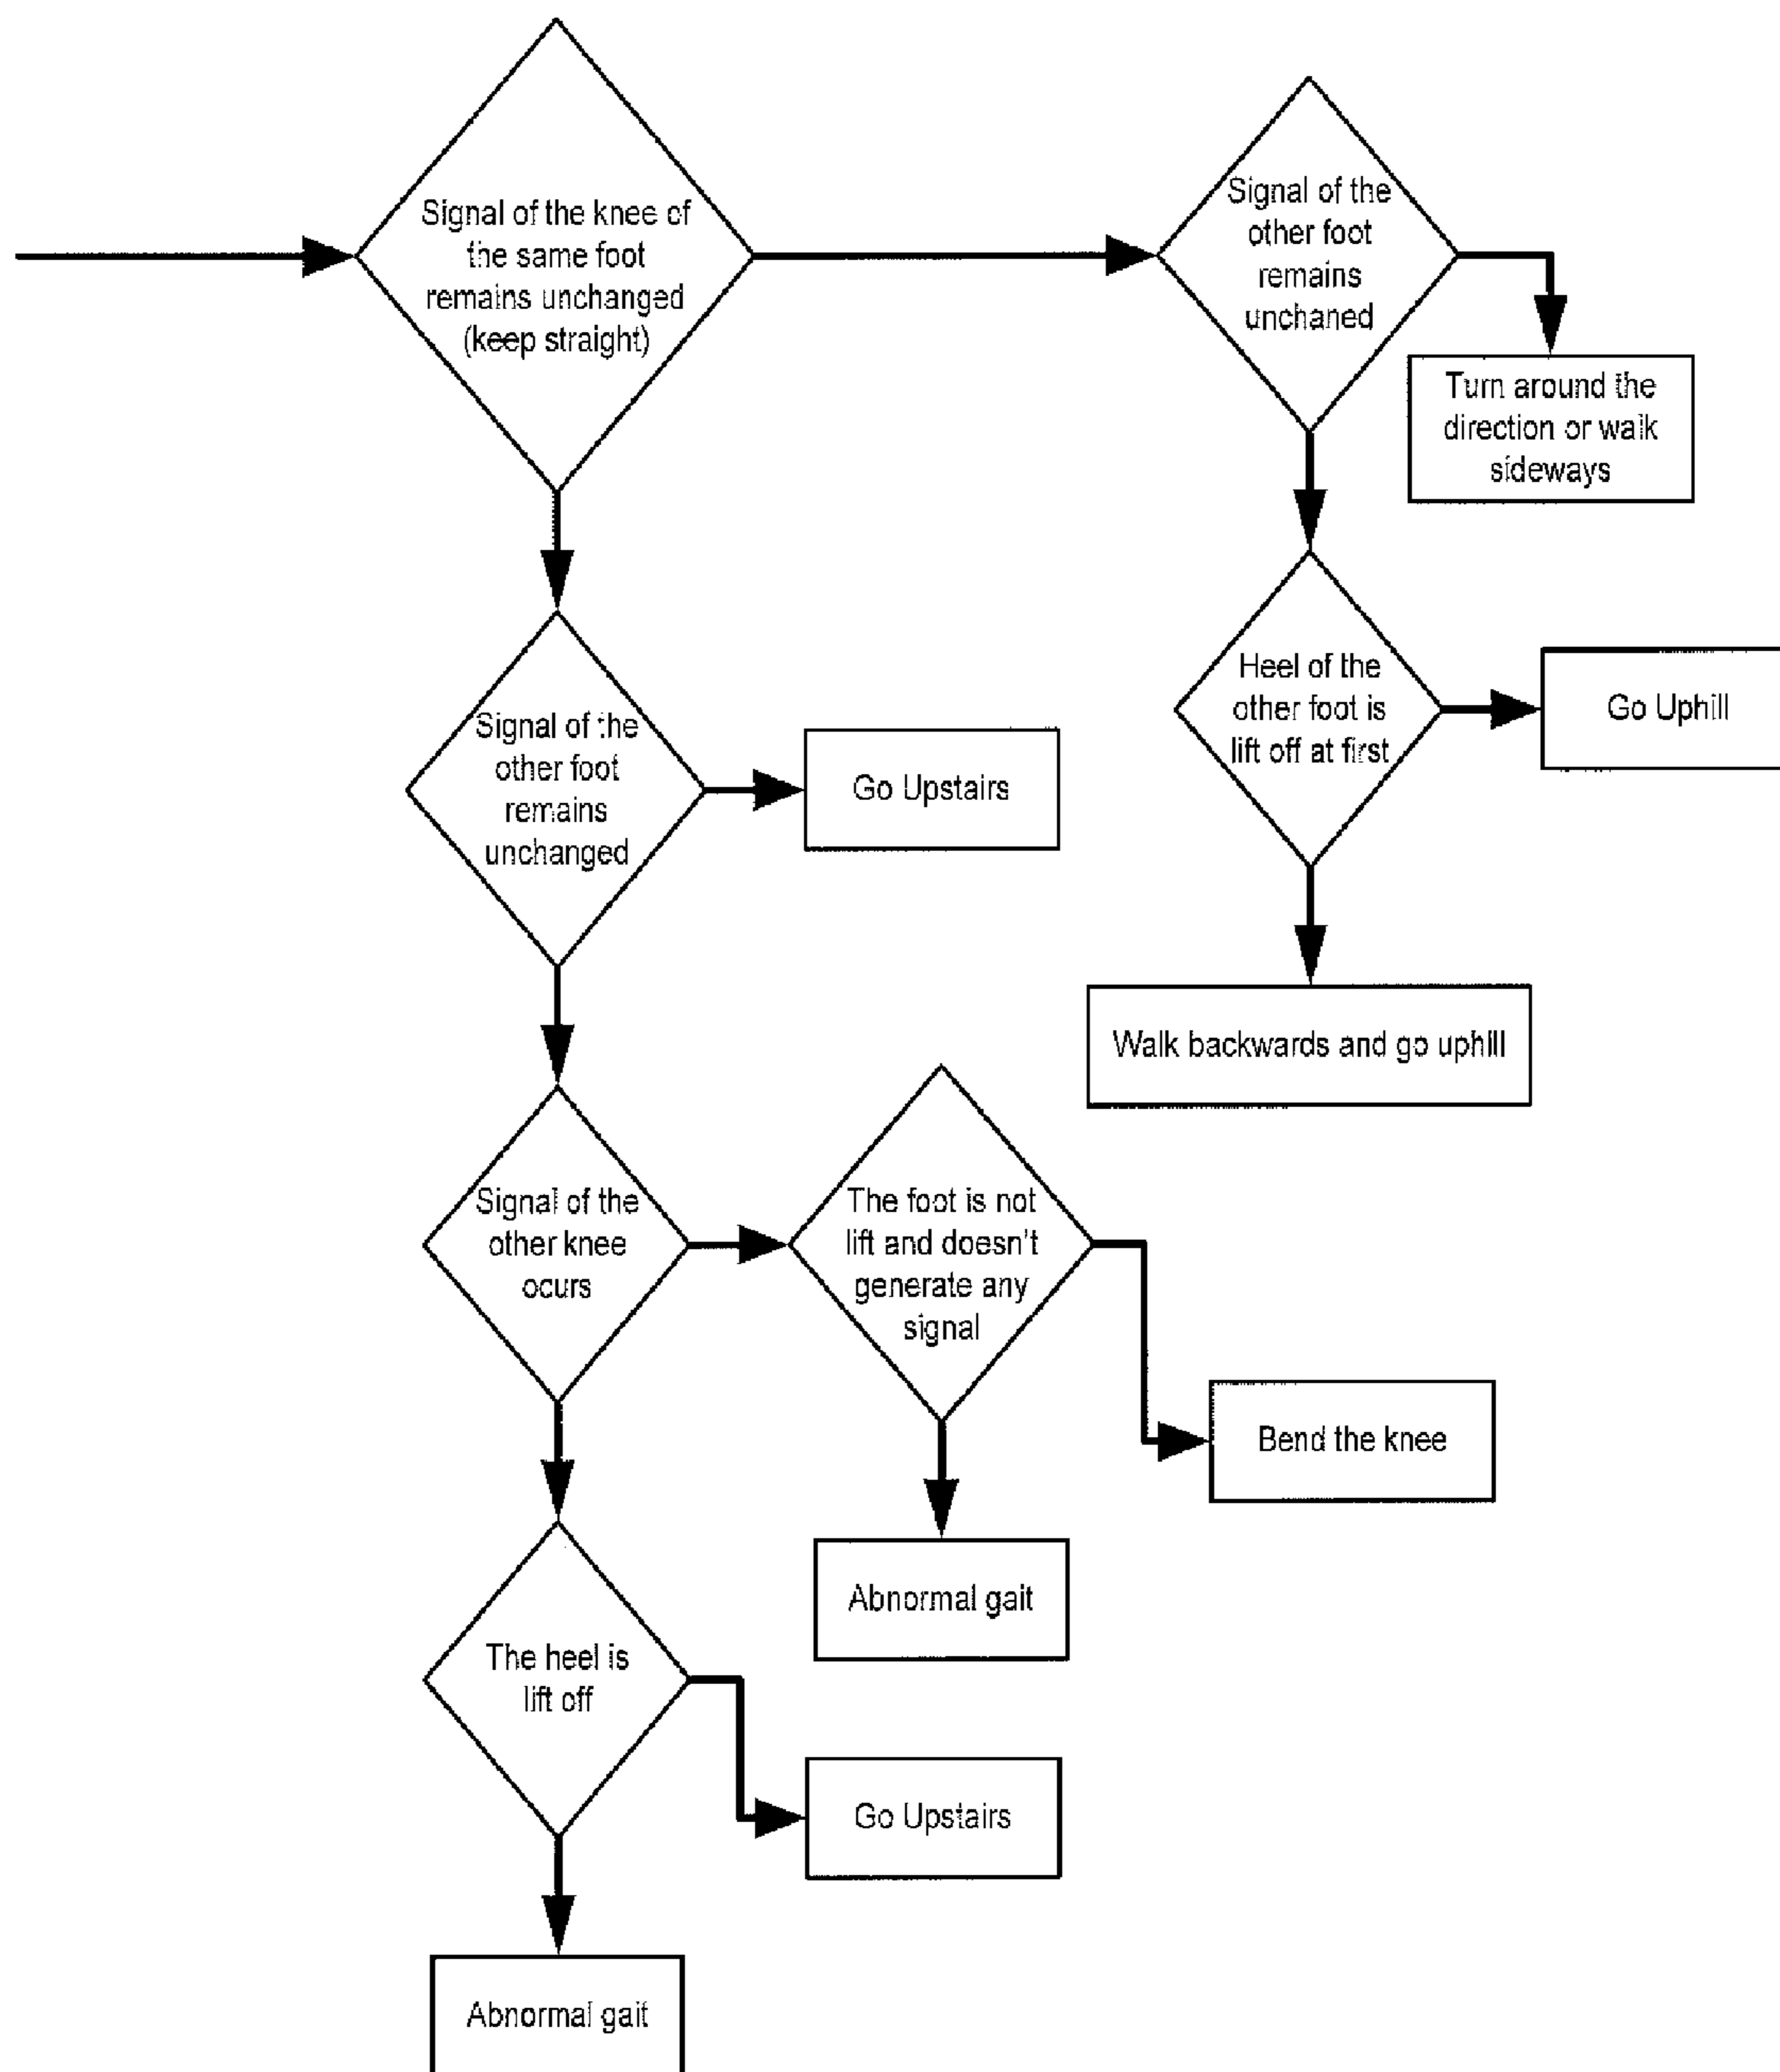 Signal of the knee of
the same foot
remains unchanged
(keep straight)
Signal of the
other foot
remains
unchaned
Turn around the
direction or walk
sideways
Heel of the
other foot is
lift off at first
Go Uphill
Signal of the
other foot
remains
unchanged
Go Upstairs
Walk backwards and go uphill
Signal of the
other knee
ocurs
The foot is not
lift and doesn't
generate any
signal
Bend the knee
Abnormal gait
The heel is
lift off
Go Upstairs
Abnormal gait